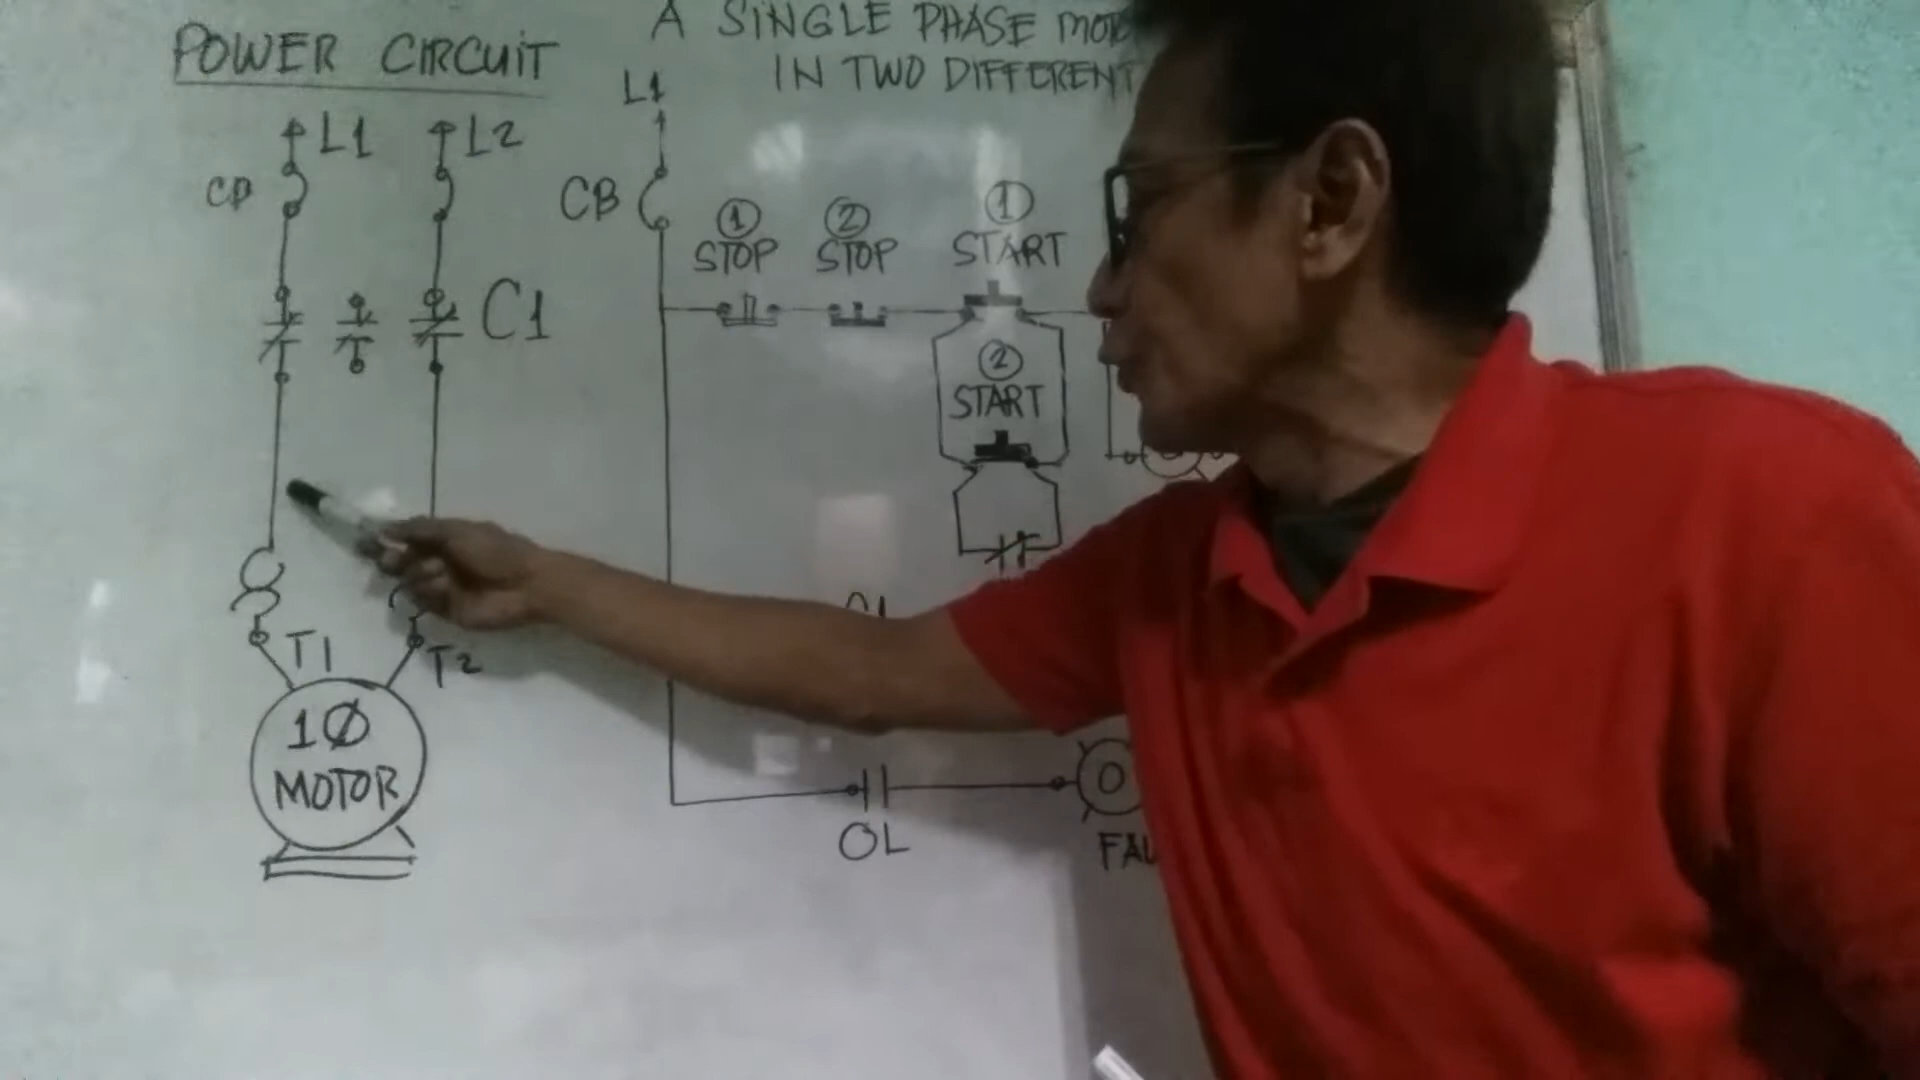 POWER CIRCUIT
A SINGLE PHASE
IN TWO DIFFERENT
L1
L1 L2
CB
CB
1 2 1
STOP STOP START
C1
2
START
T1 T2
1Ø
MOTOR
O
OL